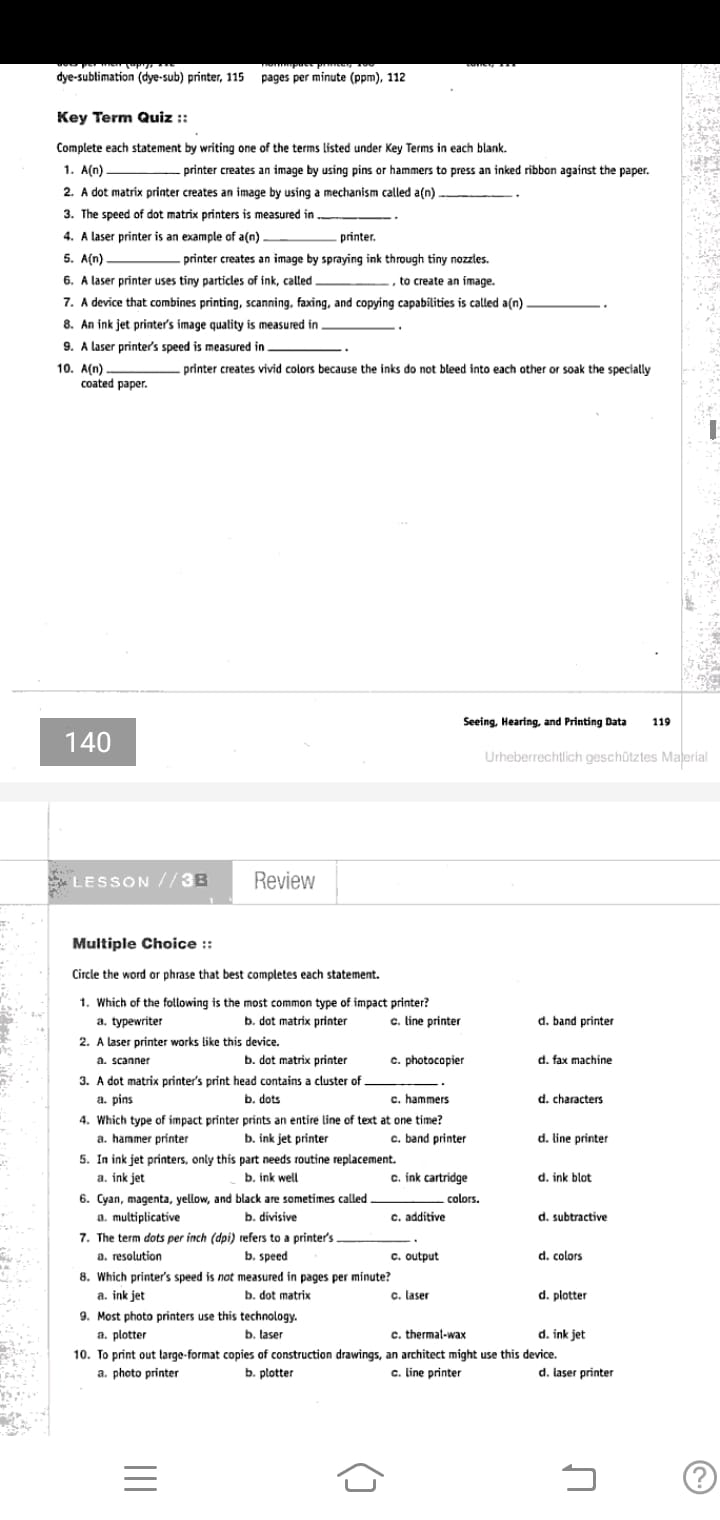 dye-sublimation (dye-sub) printer, 115 pages per minute (ppm), 112
Key Term Quiz ::
Complete each statement by writing one of the terms listed under Key Terms in each blank.
1. A(n) ____________ printer creates an image by using pins or hammers to press an inked ribbon against the paper.
2. A dot matrix printer creates an image by using a mechanism called a(n) ____________ .
3. The speed of dot matrix printers is measured in ____________ .
4. A laser printer is an example of a(n) ____________ printer.
5. A(n) ____________ printer creates an image by spraying ink through tiny nozzles.
6. A laser printer uses tiny particles of ink, called ____________ , to create an image.
7. A device that combines printing, scanning, faxing, and copying capabilities is called a(n) ____________ .
8. An ink jet printer's image quality is measured in ____________ .
9. A laser printer's speed is measured in ____________ .
10. A(n) ____________ printer creates vivid colors because the inks do not bleed into each other or soak the specially
coated paper.
Seeing, Hearing, and Printing Data 119
140
Urheberrechtlich geschütztes Material
LESSON //3B Review
Multiple Choice ::
Circle the word or phrase that best completes each statement.
1. Which of the following is the most common type of impact printer?
a. typewriter b. dot matrix printer c. line printer d. band printer
2. A laser printer works like this device.
a. scanner b. dot matrix printer c. photocopier d. fax machine
3. A dot matrix printer's print head contains a cluster of ____________ .
a. pins b. dots c. hammers d. characters
4. Which type of impact printer prints an entire line of text at one time?
a. hammer printer b. ink jet printer c. band printer d. line printer
5. In ink jet printers, only this part needs routine replacement.
a. ink jet b. ink well c. ink cartridge d. ink blot
6. Cyan, magenta, yellow, and black are sometimes called ____________ colors.
a. multiplicative b. divisive c. additive d. subtractive
7. The term dots per inch (dpi) refers to a printer's ____________ .
a. resolution b. speed c. output d. colors
8. Which printer's speed is not measured in pages per minute?
a. ink jet b. dot matrix c. laser d. plotter
9. Most photo printers use this technology.
a. plotter b. laser c. thermal-wax d. ink jet
10. To print out large-format copies of construction drawings, an architect might use this device.
a. photo printer b. plotter c. line printer d. laser printer
?